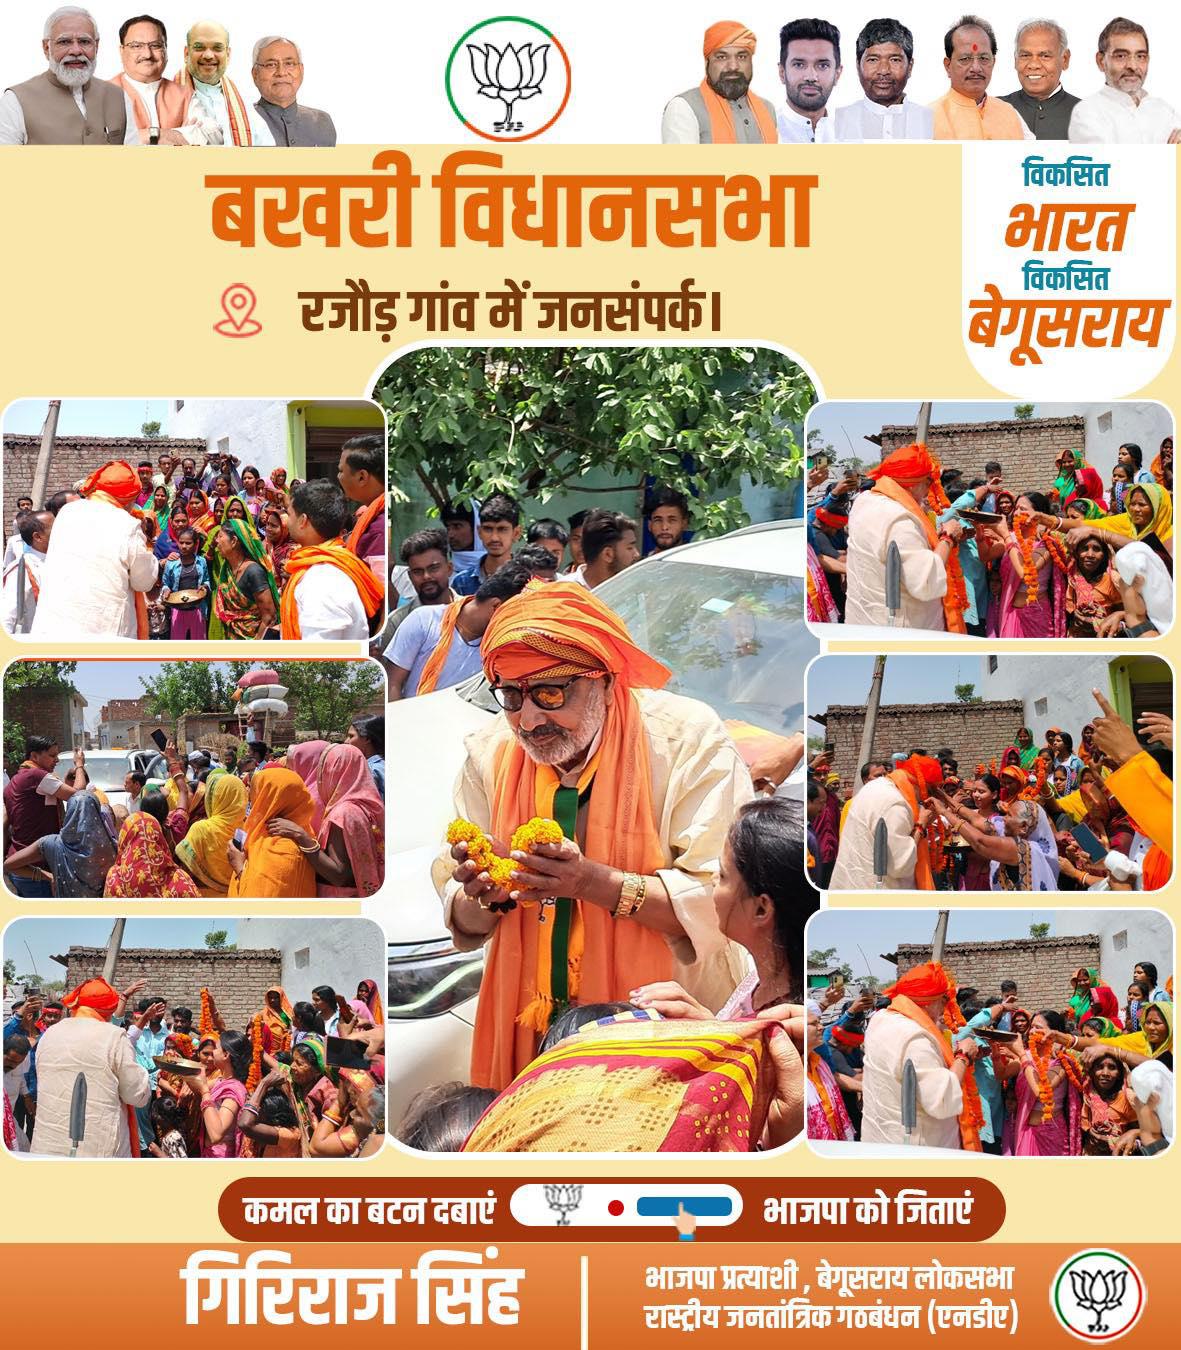 बखरी विधानसभा
रजौड़ गांव में जनसंपर्क।
विकसित
भारत
विकसित
बेगूसराय
कमल का बटन दबाएं
भाजपा को जिताएं
गिरिराज सिंह
भाजपा प्रत्याशी , बेगूसराय लोकसभा
रास्ट्रीय जनतांत्रिक गठबंधन (एनडीए)